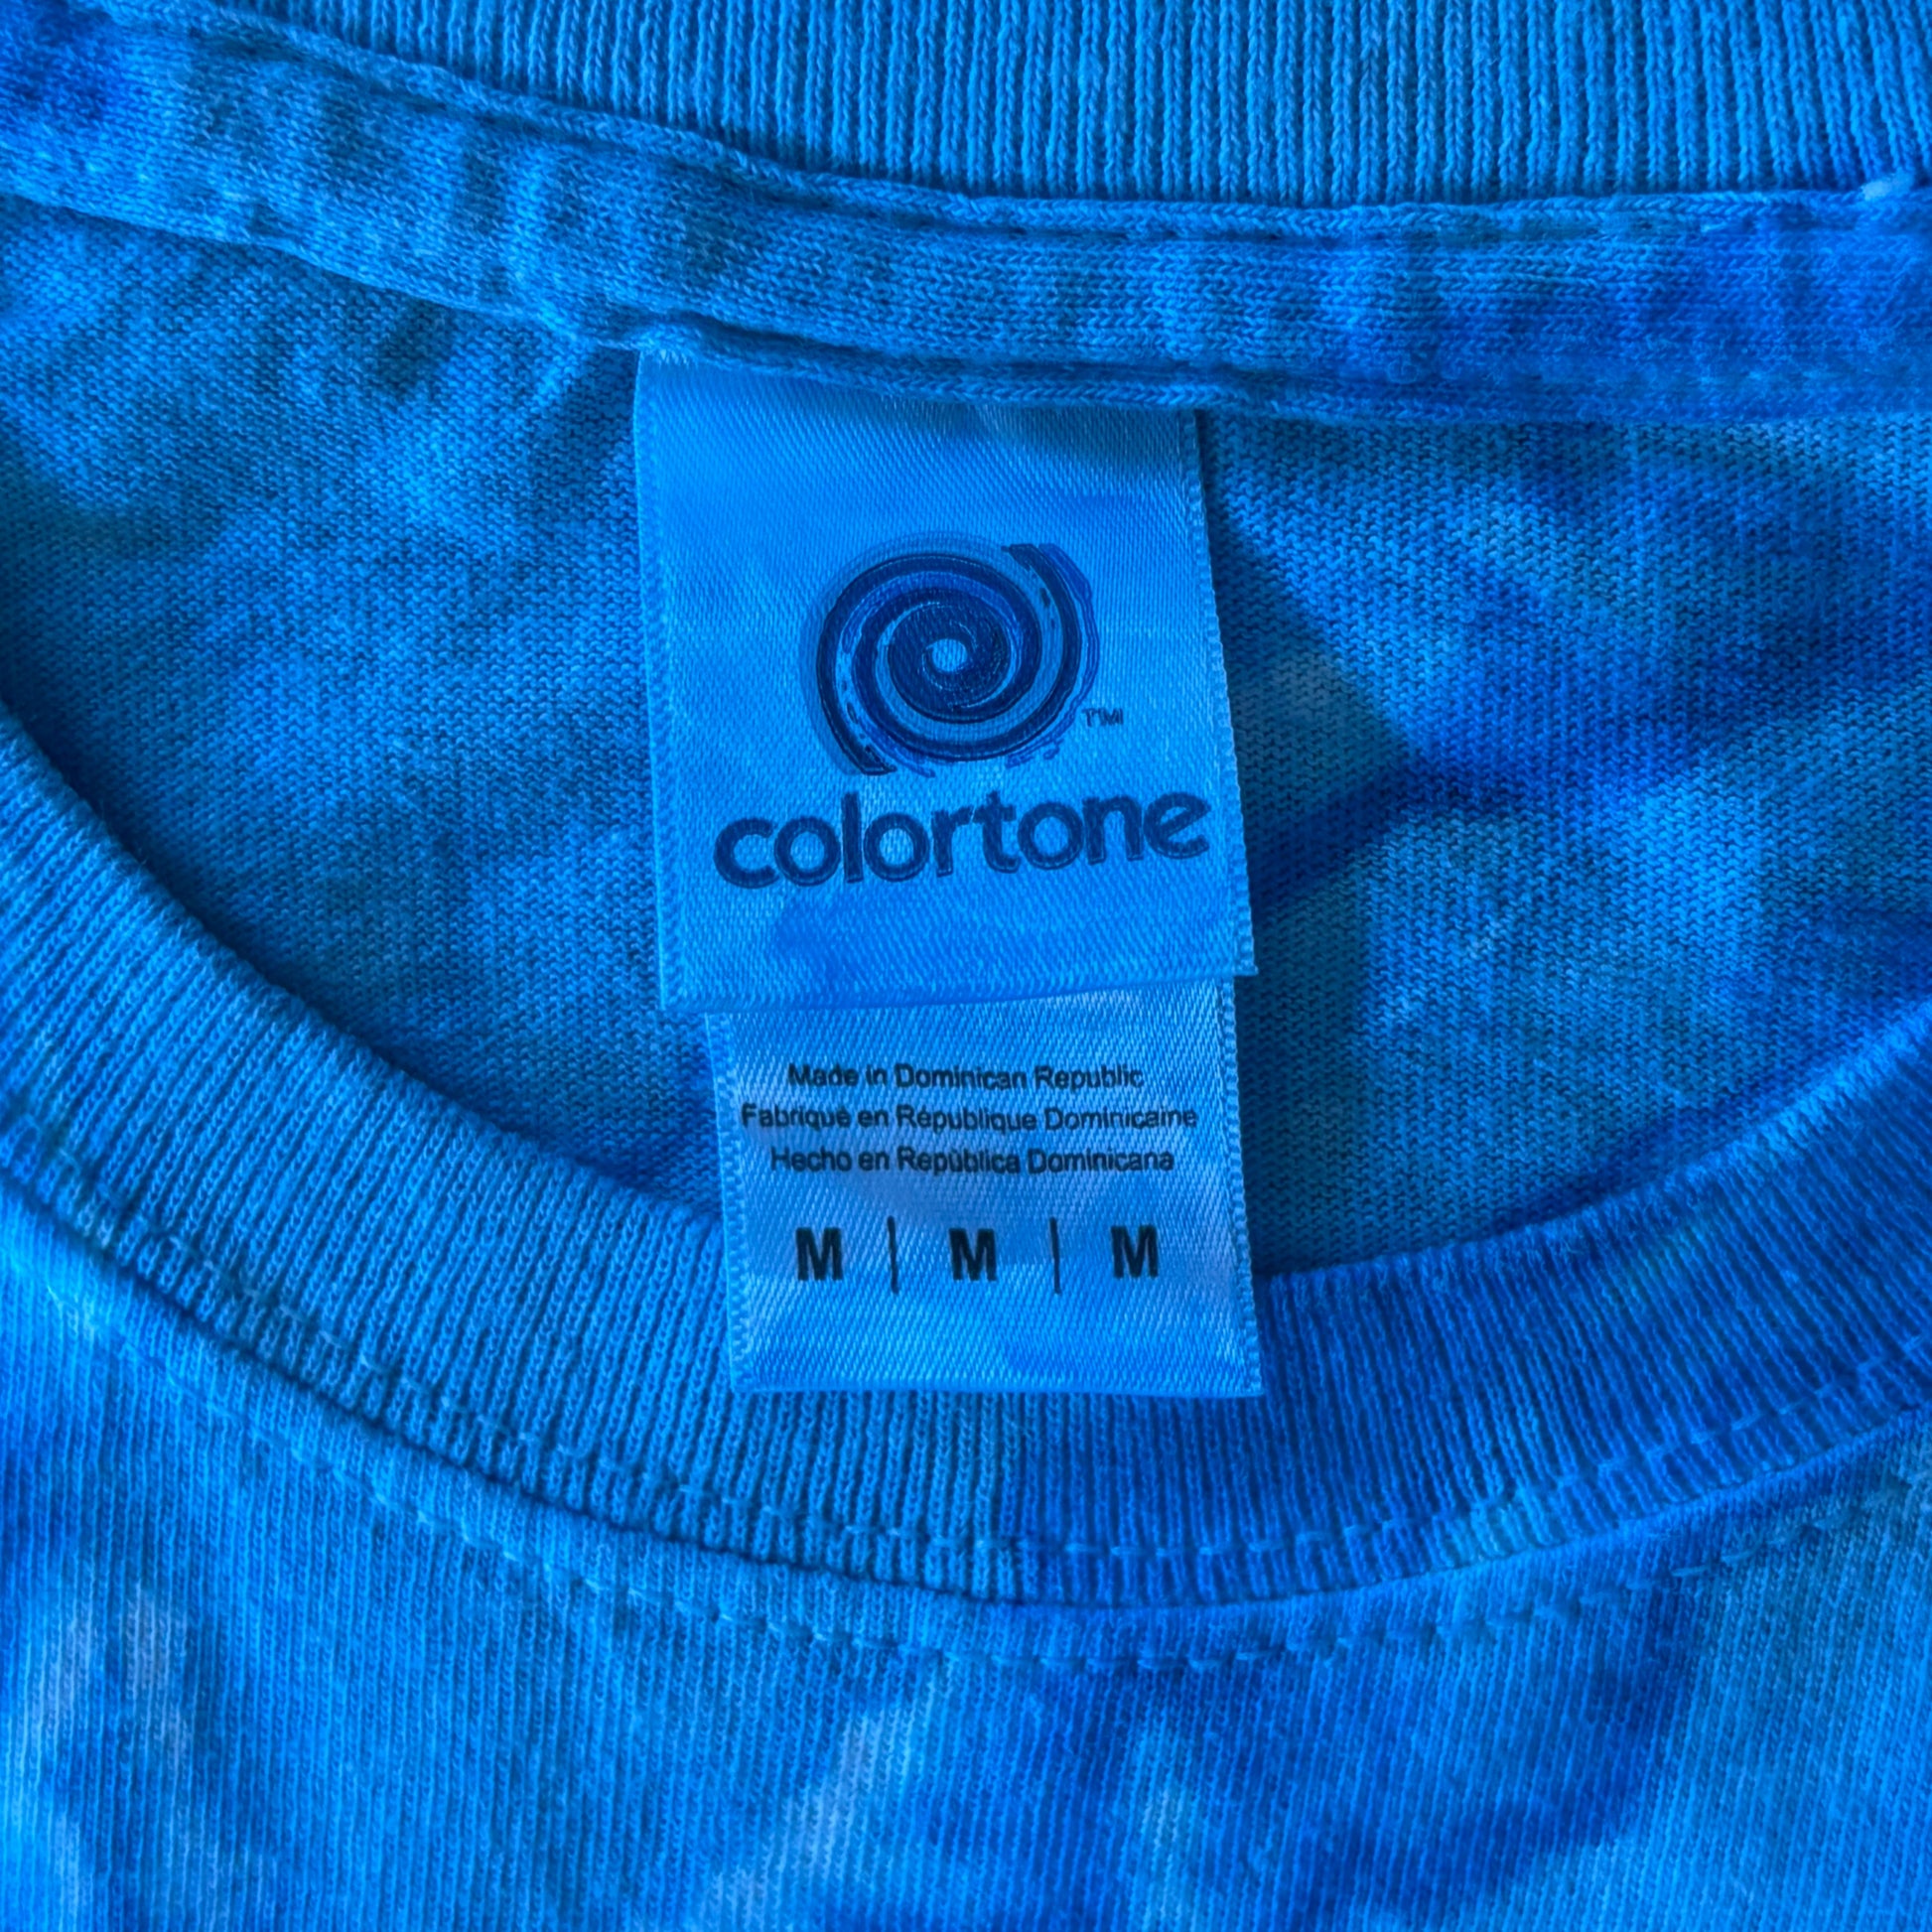 TM
colortone
Made in Dominican Republic
Fabriqué en République Dominicaine
Hecho en República Dominicana
M | M | M